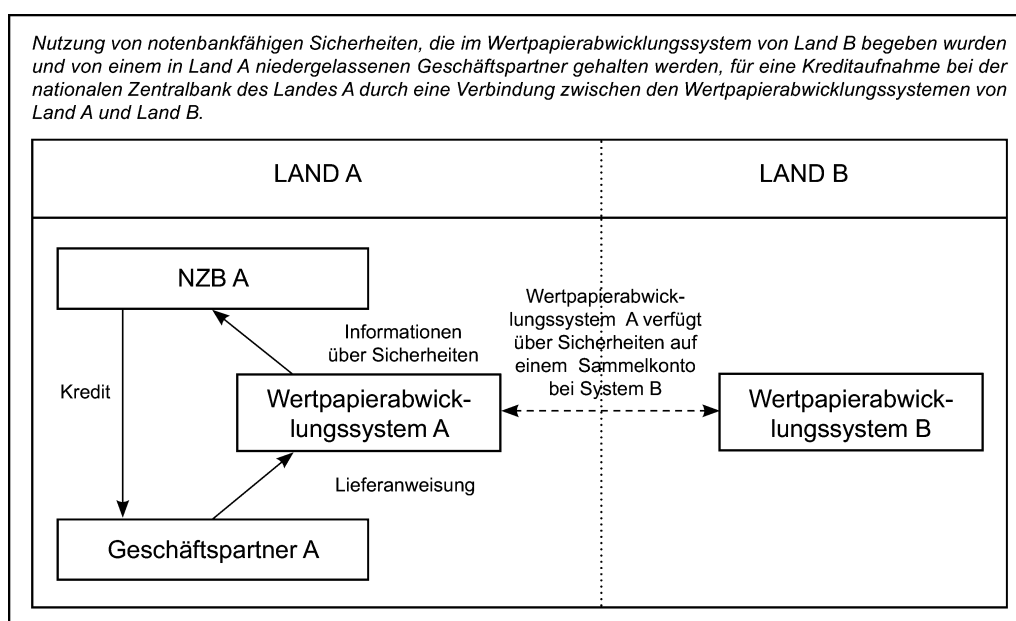 Nutzung von notenbankfähigen Sicherheiten, die im Wertpapierabwicklungssystem von Land B begeben wurden
und von einem in Land A niedergelassenen Geschäftspartner gehalten werden, für eine Kreditaufnahme bei der
nationalen Zentralbank des Landes A durch eine Verbindung zwischen den Wertpapierabwicklungssystemen von
Land A und Land B.
LAND A
LAND B
NZB A
Informationen
über Sicherheiten
Wertpapierabwick-
lungssystem A verfügt
über Sicherheiten auf
einem Sammelkonto
bei System B
Kredit
Wertpapierabwick-
lungssystem A
Wertpapierabwick-
lungssystem B
Lieferanweisung
Geschäftspartner A